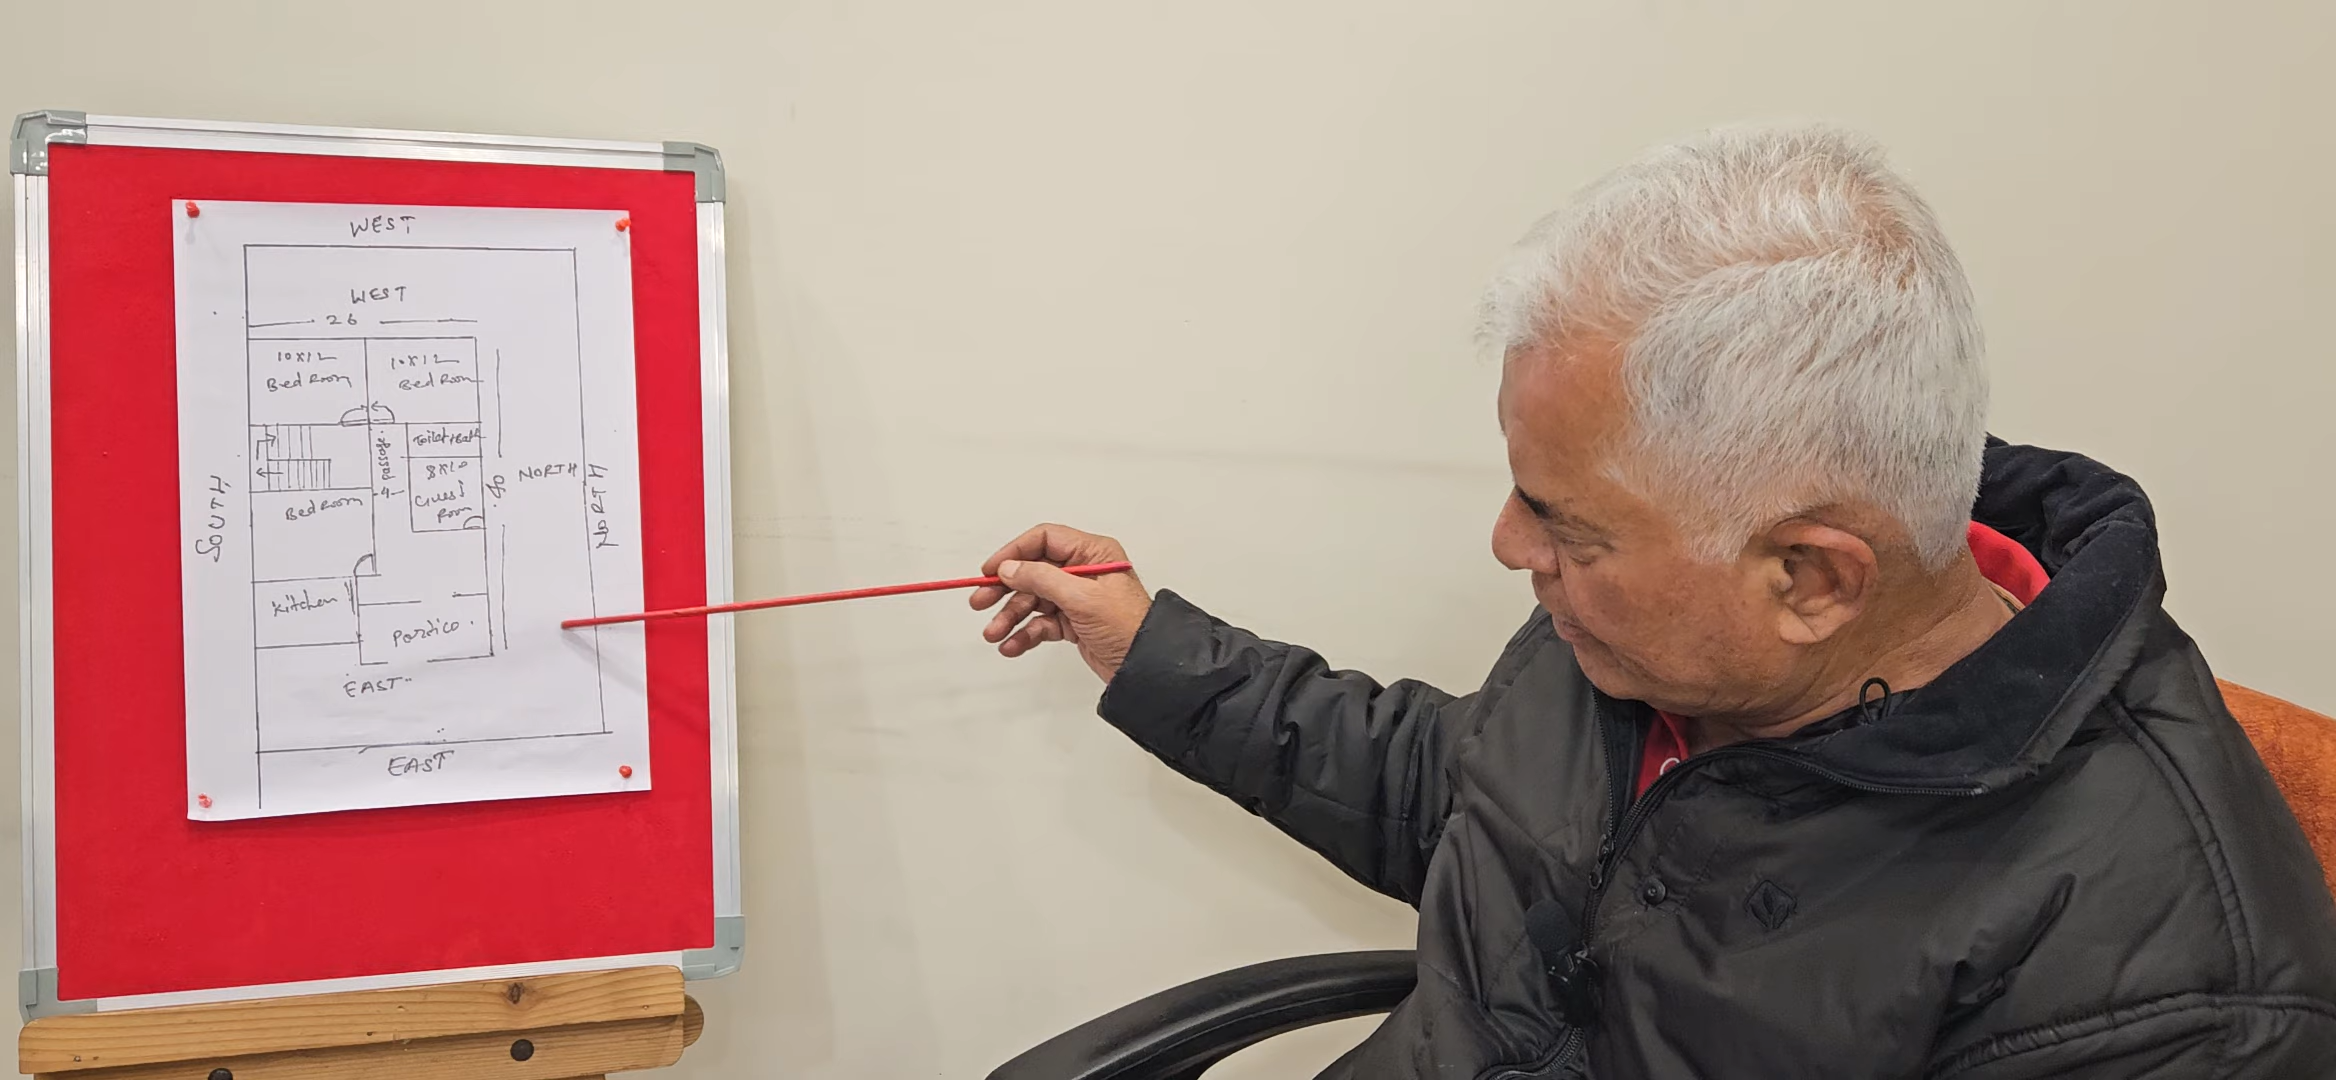 WEST
WEST
26
10x12
Bed Room
10x12
Bed Room
Toilet+Bath
passage
4
8x10
Guest
Room
40
NORTH
NORTH
SOUTH
Bed Room
Kitchen
Portico
EAST
EAST